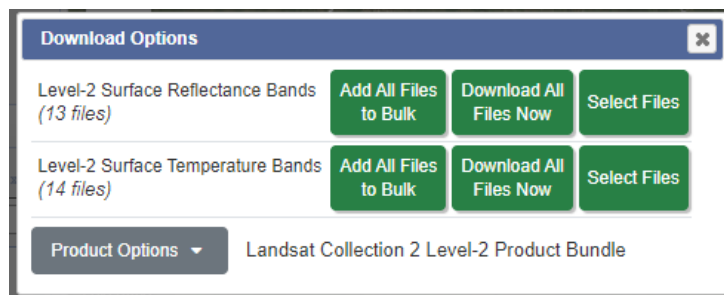 Download Options
Level-2 Surface Reflectance Bands
(13 files)
Add All Files
to Bulk
Download All
Files Now
Select Files
Level-2 Surface Temperature Bands
(14 files)
Add All Files
to Bulk
Download All
Files Now
Select Files
Product Options
Landsat Collection 2 Level-2 Product Bundle